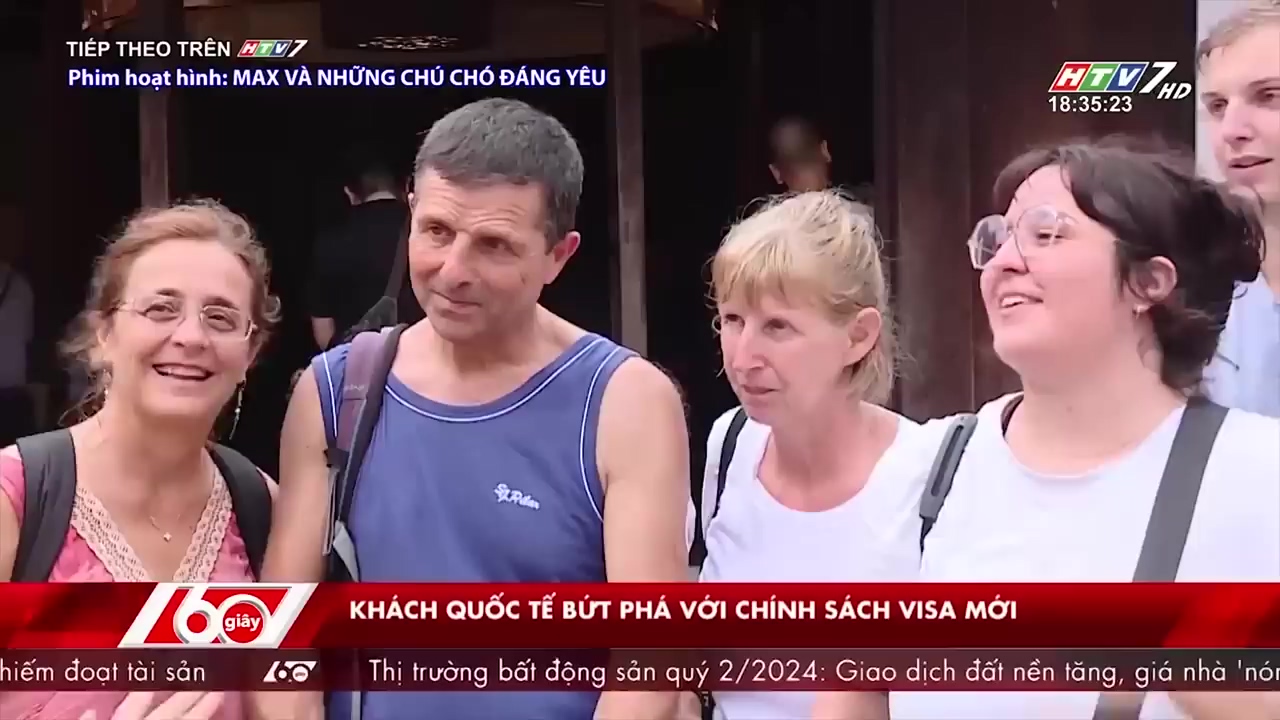 TIẾP THEO TRÊN HTV7
Phim hoạt hình: MAX VÀ NHỮNG CHÚ CHÓ ĐÁNG YÊU
HTV7 HD
18:35:23
60 giây
KHÁCH QUỐC TẾ BỨT PHÁ VỚI CHÍNH SÁCH VISA MỚI
hiếm đoạt tài sản 60 Thị trường bất động sản quý 2/2024: Giao dịch đất nền tăng, giá nhà 'nón